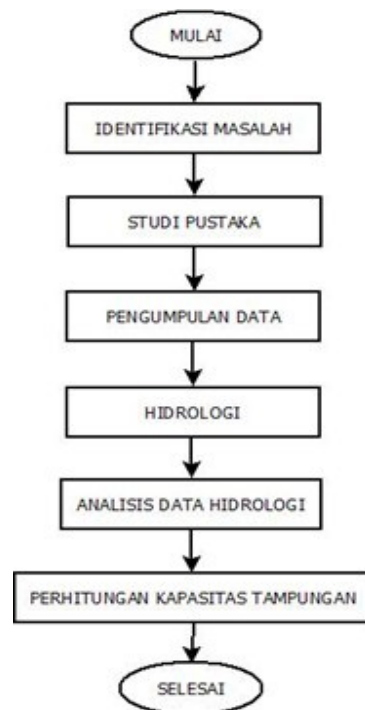 MULAI
IDENTIFIKASI MASALAH
STUDI PUSTAKA
PENGUMPULAN DATA
HIDROLOGI
ANALISIS DATA HIDROLOGI
PERHITUNGAN KAPASITAS TAMPUNGAN
SELESAI